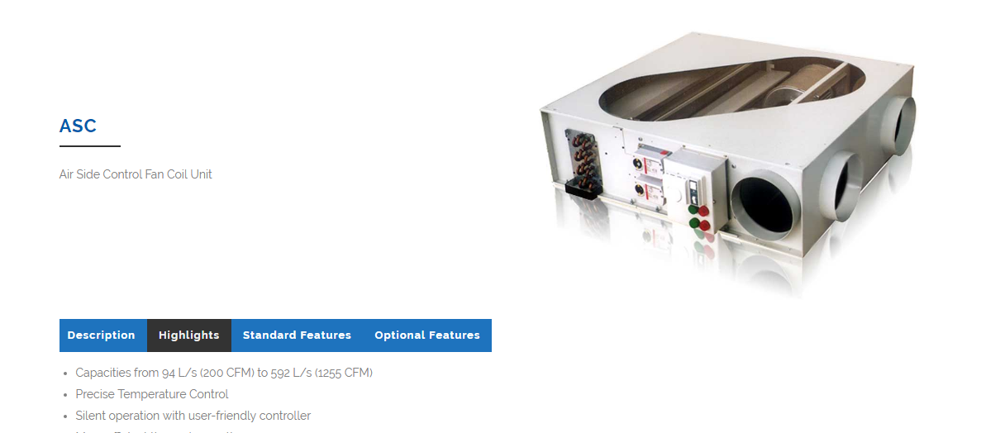 ASC
Air Side Control Fan Coil Unit
Description
Highlights
Standard Features
Optional Features
Capacities from 94 L/s (200 CFM) to 592 L/s (1255 CFM)
Precise Temperature Control
Silent operation with user-friendly controller